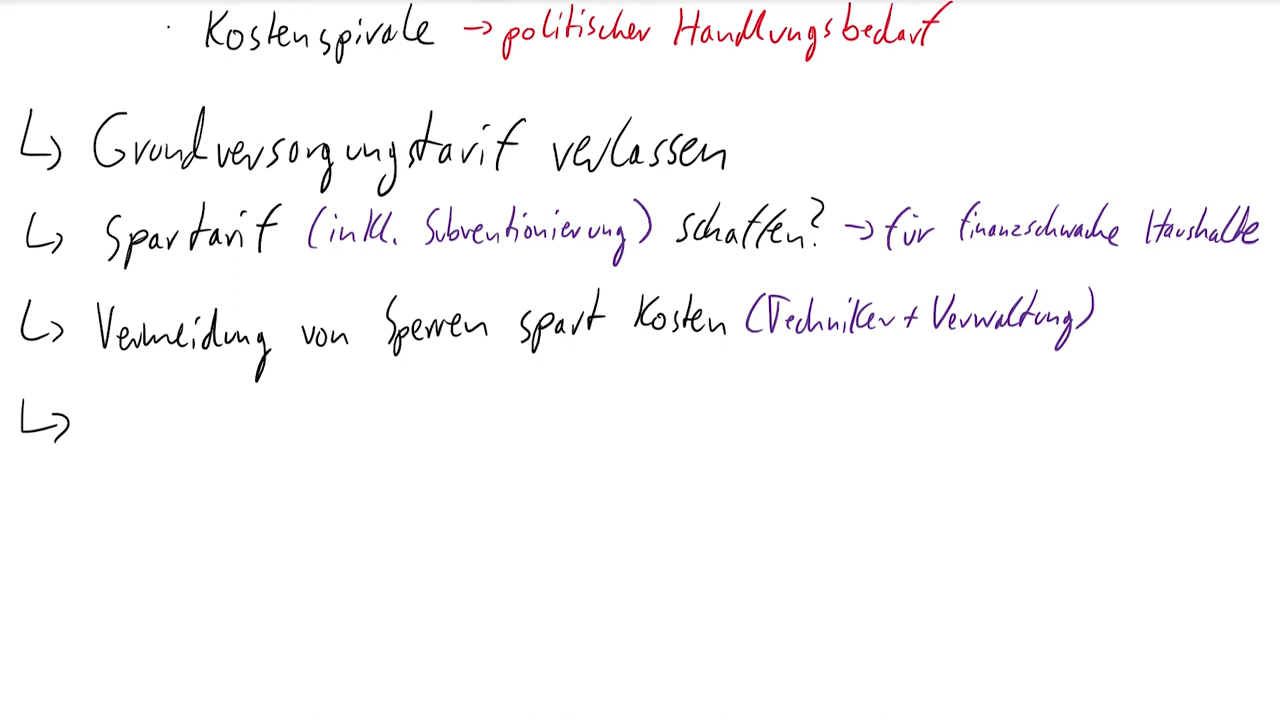 Kostenspirale → politischer Handlungsbedarf
↳ Grundversorgungstarif verlassen
↳ Spartarif (inkl. Subventionierung) schaffen? → für finanzschwache Haushalte
↳ Vermeidung von Sperren spart Kosten (Techniker + Verwaltung)
↳